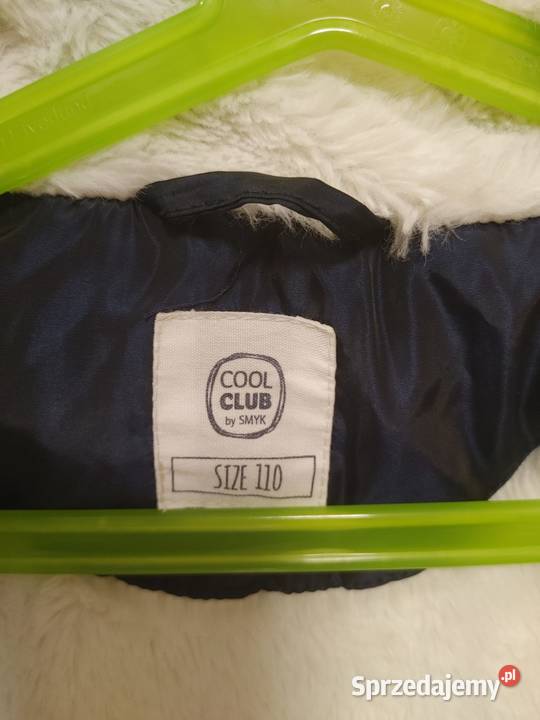 COOL
CLUB
by SMYK
SIZE 110
Sprzedajemy.pl